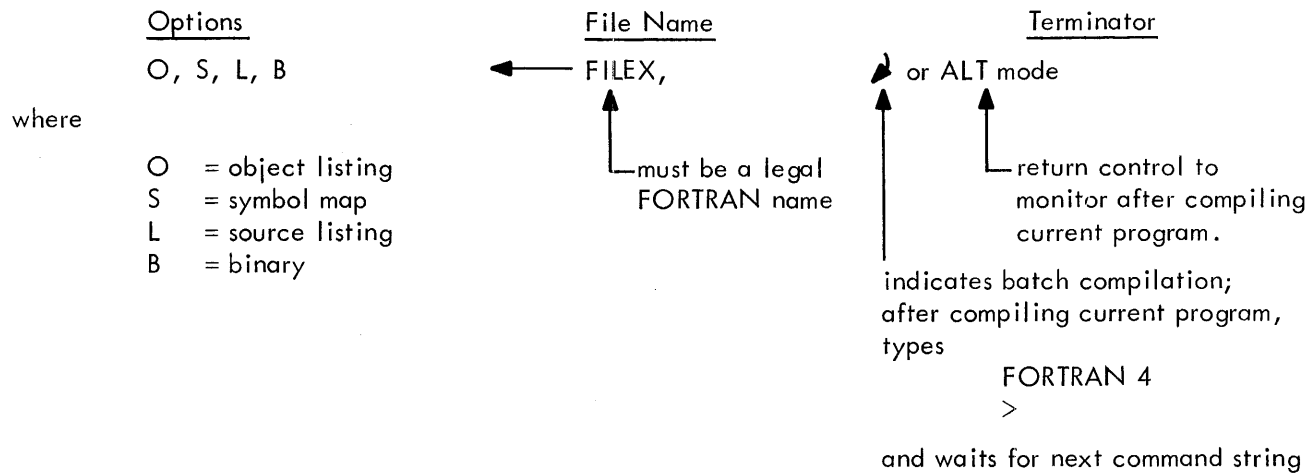 Options File Name Terminator
O, S, L, B ← FILEX, ⤶ or ALT mode
where
O = object listing
S = symbol map
L = source listing
B = binary
must be a legal
FORTRAN name
return control to
monitor after compiling
current program.
indicates batch compilation;
after compiling current program,
types
FORTRAN 4
>
and waits for next command string